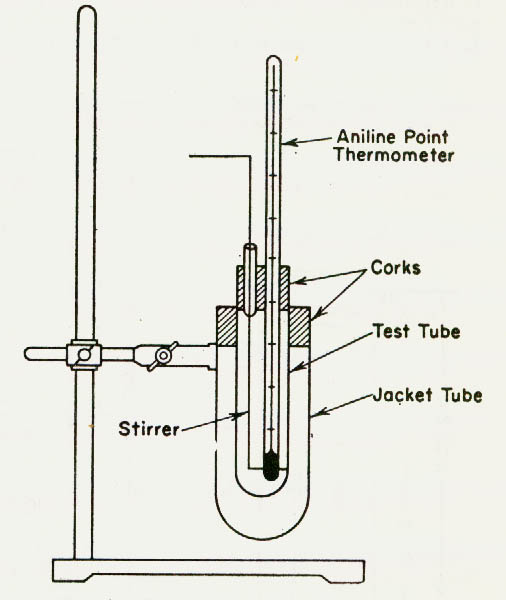 Aniline Point
Thermometer
Corks
Test Tube
Jacket Tube
Stirrer